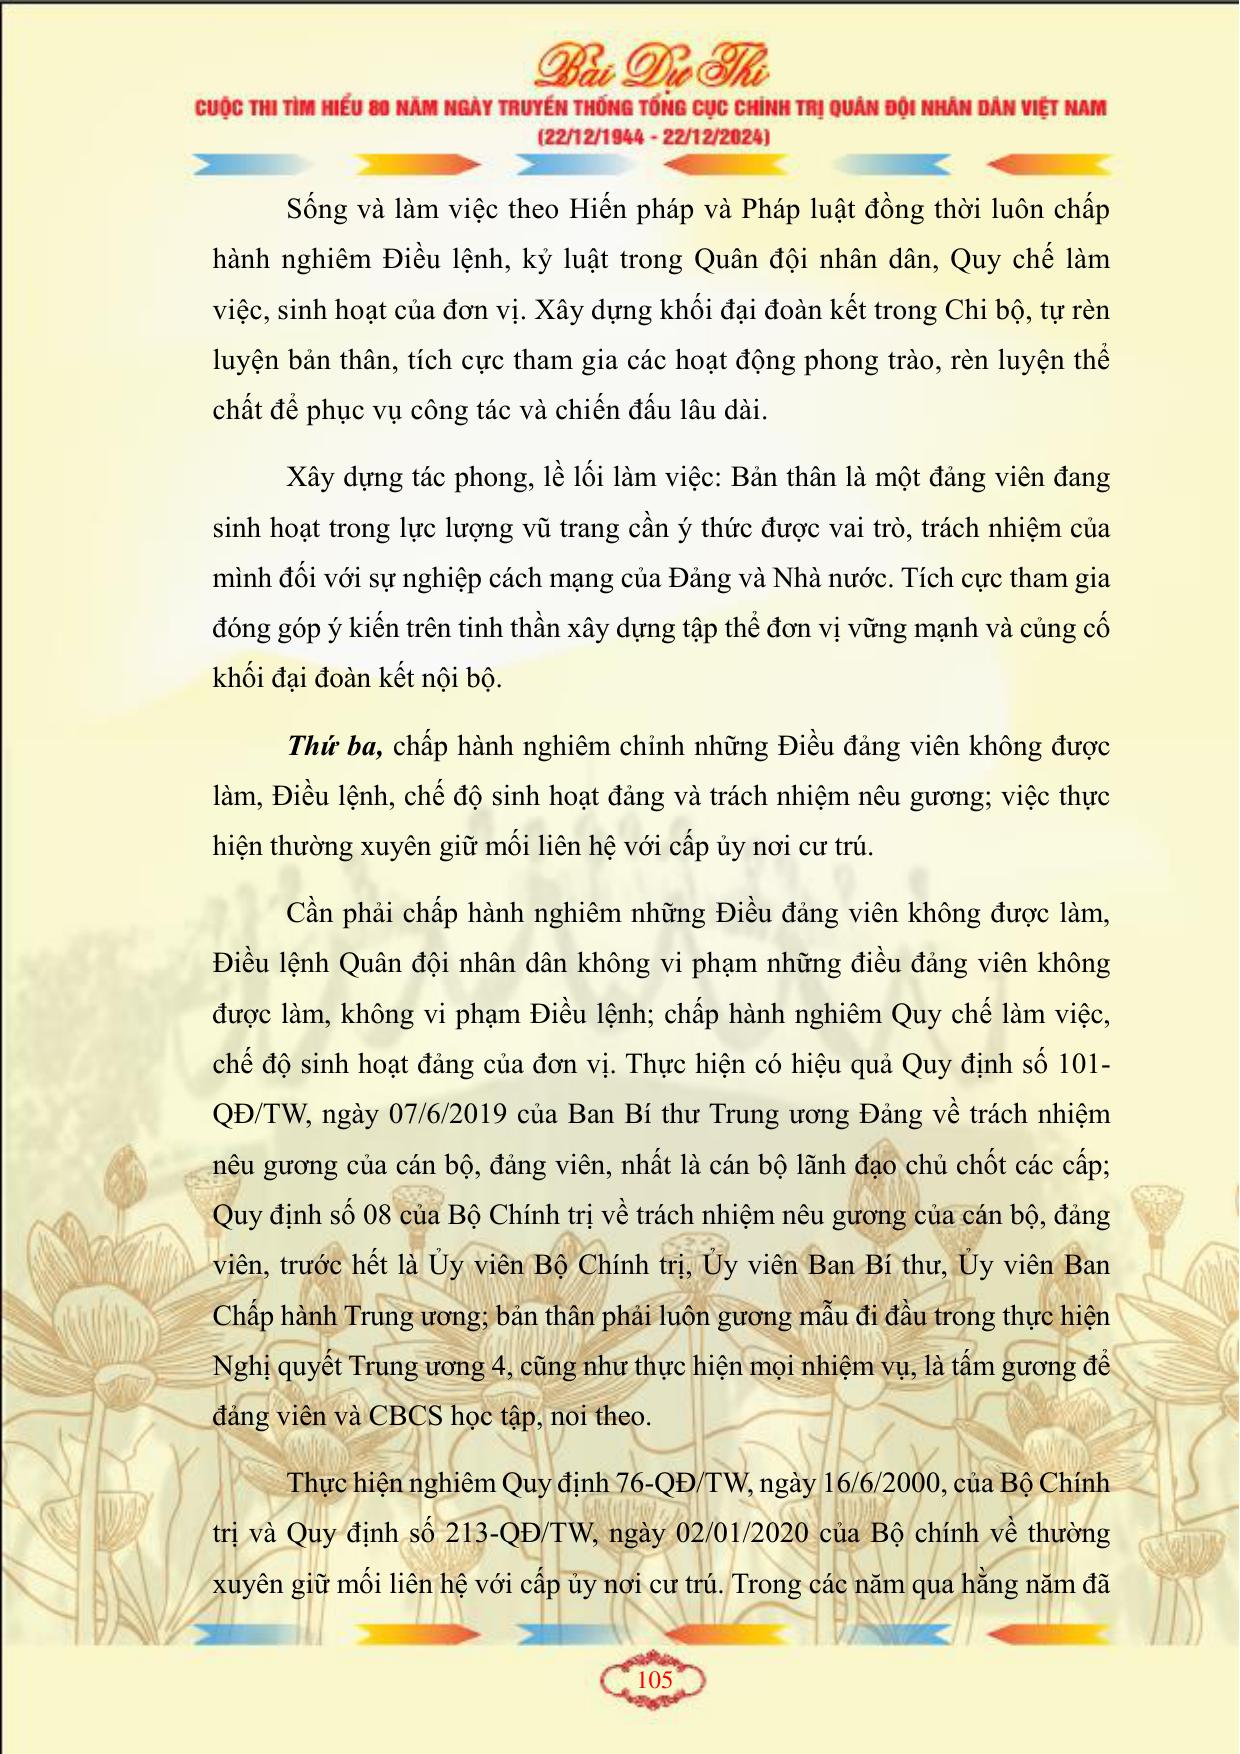 Bài Dự Thi
CUỘC THI TÌM HIỂU 80 NĂM NGÀY TRUYỀN THỐNG TỔNG CỤC CHÍNH TRỊ QUÂN ĐỘI NHÂN DÂN VIỆT NAM
(22/12/1944 - 22/12/2024)
Sống và làm việc theo Hiến pháp và Pháp luật đồng thời luôn chấp
hành nghiêm Điều lệnh, kỷ luật trong Quân đội nhân dân, Quy chế làm
việc, sinh hoạt của đơn vị. Xây dựng khối đại đoàn kết trong Chi bộ, tự rèn
luyện bản thân, tích cực tham gia các hoạt động phong trào, rèn luyện thể
chất để phục vụ công tác và chiến đấu lâu dài.
Xây dựng tác phong, lề lối làm việc: Bản thân là một đảng viên đang
sinh hoạt trong lực lượng vũ trang cần ý thức được vai trò, trách nhiệm của
mình đối với sự nghiệp cách mạng của Đảng và Nhà nước. Tích cực tham gia
đóng góp ý kiến trên tinh thần xây dựng tập thể đơn vị vững mạnh và củng cố
khối đại đoàn kết nội bộ.
Thứ ba, chấp hành nghiêm chỉnh những Điều đảng viên không được
làm, Điều lệnh, chế độ sinh hoạt đảng và trách nhiệm nêu gương; việc thực
hiện thường xuyên giữ mối liên hệ với cấp ủy nơi cư trú.
Cần phải chấp hành nghiêm những Điều đảng viên không được làm,
Điều lệnh Quân đội nhân dân không vi phạm những điều đảng viên không
được làm, không vi phạm Điều lệnh; chấp hành nghiêm Quy chế làm việc,
chế độ sinh hoạt đảng của đơn vị. Thực hiện có hiệu quả Quy định số 101-
QĐ/TW, ngày 07/6/2019 của Ban Bí thư Trung ương Đảng về trách nhiệm
nêu gương của cán bộ, đảng viên, nhất là cán bộ lãnh đạo chủ chốt các cấp;
Quy định số 08 của Bộ Chính trị về trách nhiệm nêu gương của cán bộ, đảng
viên, trước hết là Ủy viên Bộ Chính trị, Ủy viên Ban Bí thư, Ủy viên Ban
Chấp hành Trung ương; bản thân phải luôn gương mẫu đi đầu trong thực hiện
Nghị quyết Trung ương 4, cũng như thực hiện mọi nhiệm vụ, là tấm gương để
đảng viên và CBCS học tập, noi theo.
Thực hiện nghiêm Quy định 76-QĐ/TW, ngày 16/6/2000, của Bộ Chính
trị và Quy định số 213-QĐ/TW, ngày 02/01/2020 của Bộ chính về thường
xuyên giữ mối liên hệ với cấp ủy nơi cư trú. Trong các năm qua hằng năm đã
105